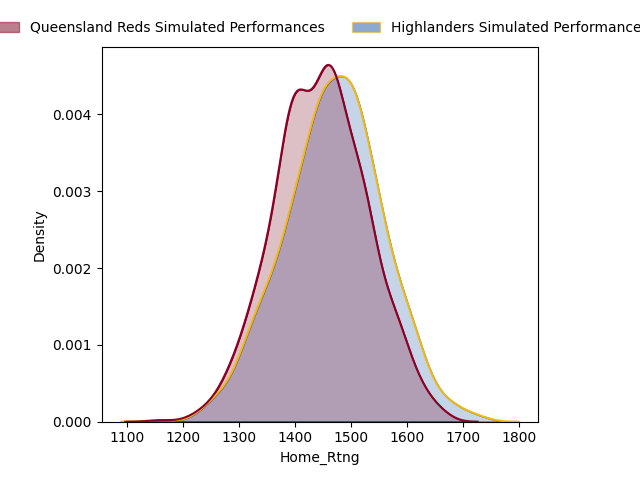 Queensland Reds Simulated Performances
Highlanders Simulated Performance
0.004
0.003
0.002
0.001
0.000
Density
1100 1200 1300 1400 1500 1600 1700 1800
Home_Rtng